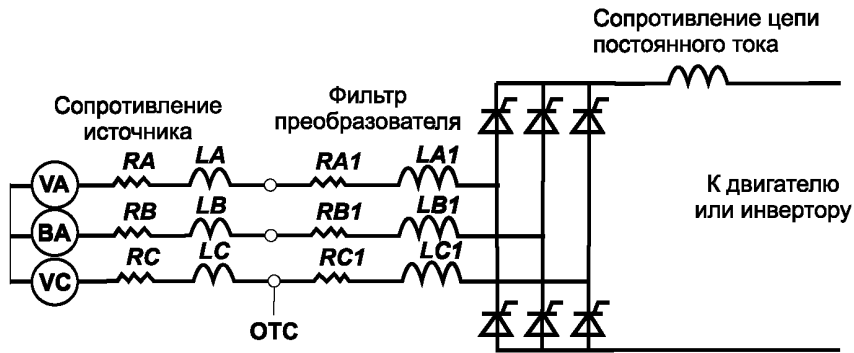 Сопротивление цепи
постоянного тока
Сопротивление
источника
Фильтр
преобразователя
RA LA RA1 LA1
VA
RB LB RB1 LB1
BA
RC LC RC1 LC1
VC
ОТС
К двигателю
или инвертору